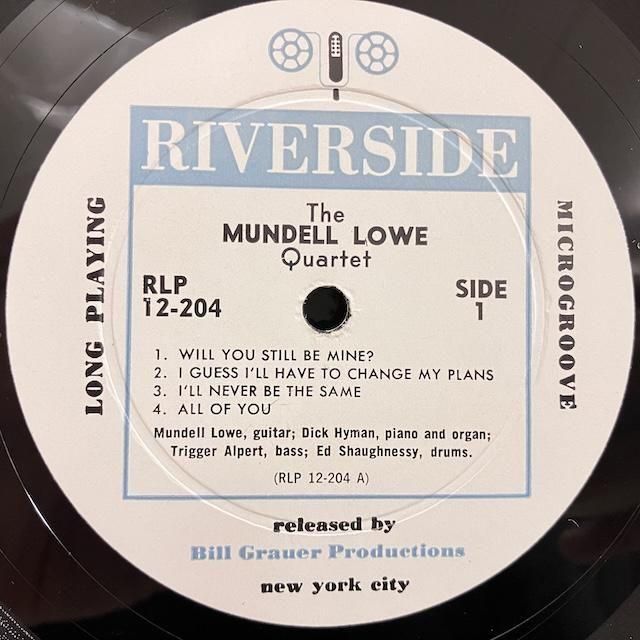 RIVERSIDE
The
MUNDELL LOWE
Quartet
RLP
12-204
SIDE
1
LONG PLAYING
MICROGROOVE
1. WILL YOU STILL BE MINE?
2. I GUESS I'LL HAVE TO CHANGE MY PLANS
3. I'LL NEVER BE THE SAME
4. ALL OF YOU
Mundell Lowe, guitar; Dick Hyman, piano and organ;
Trigger Alpert, bass; Ed Shaughnessy, drums.
(RLP 12-204 A)
released by
Bill Grauer Productions
new york city